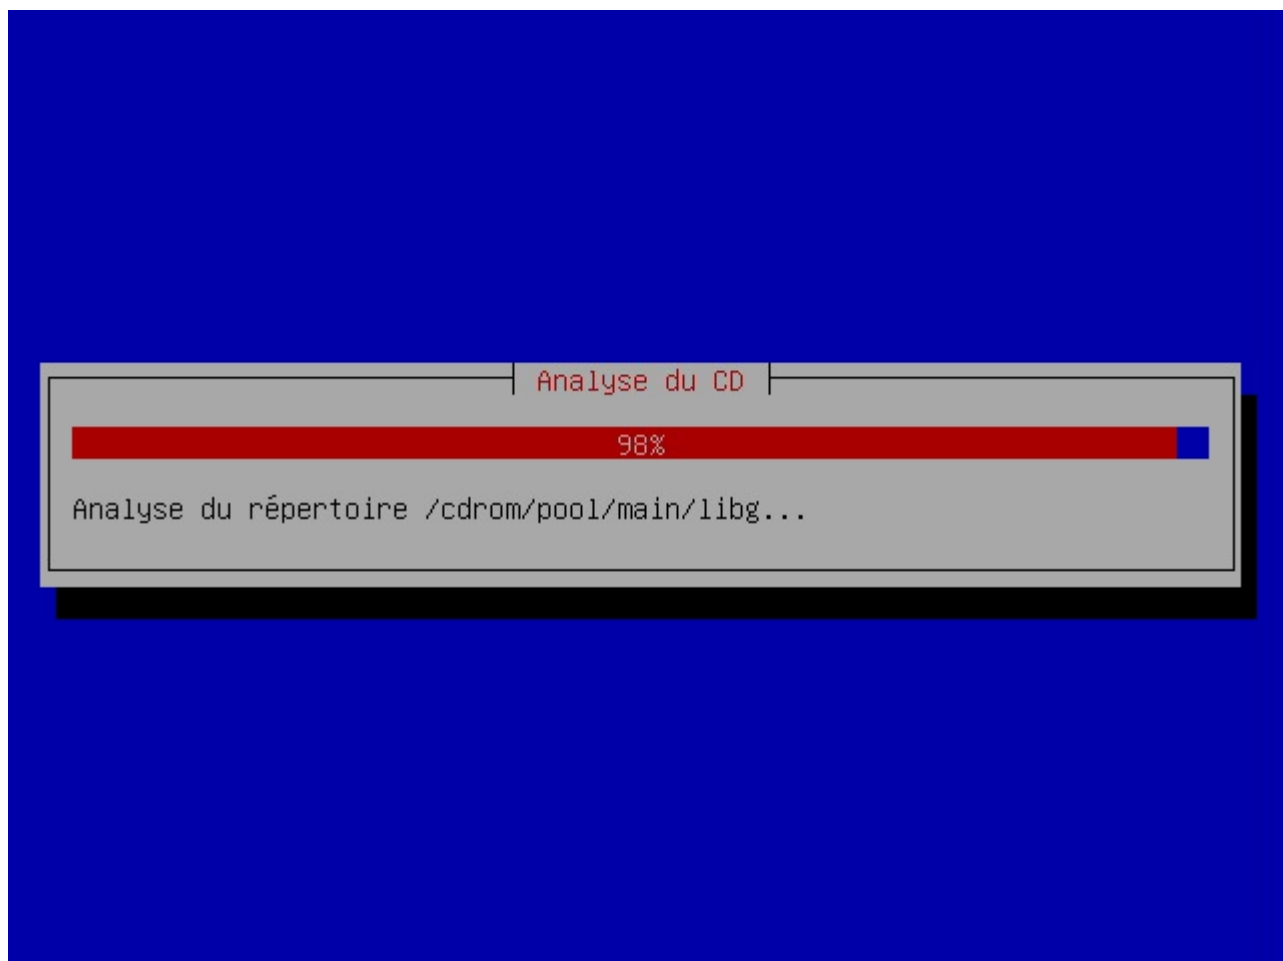 Analyse du CD
98%
Analyse du répertoire /cdrom/pool/main/libg...